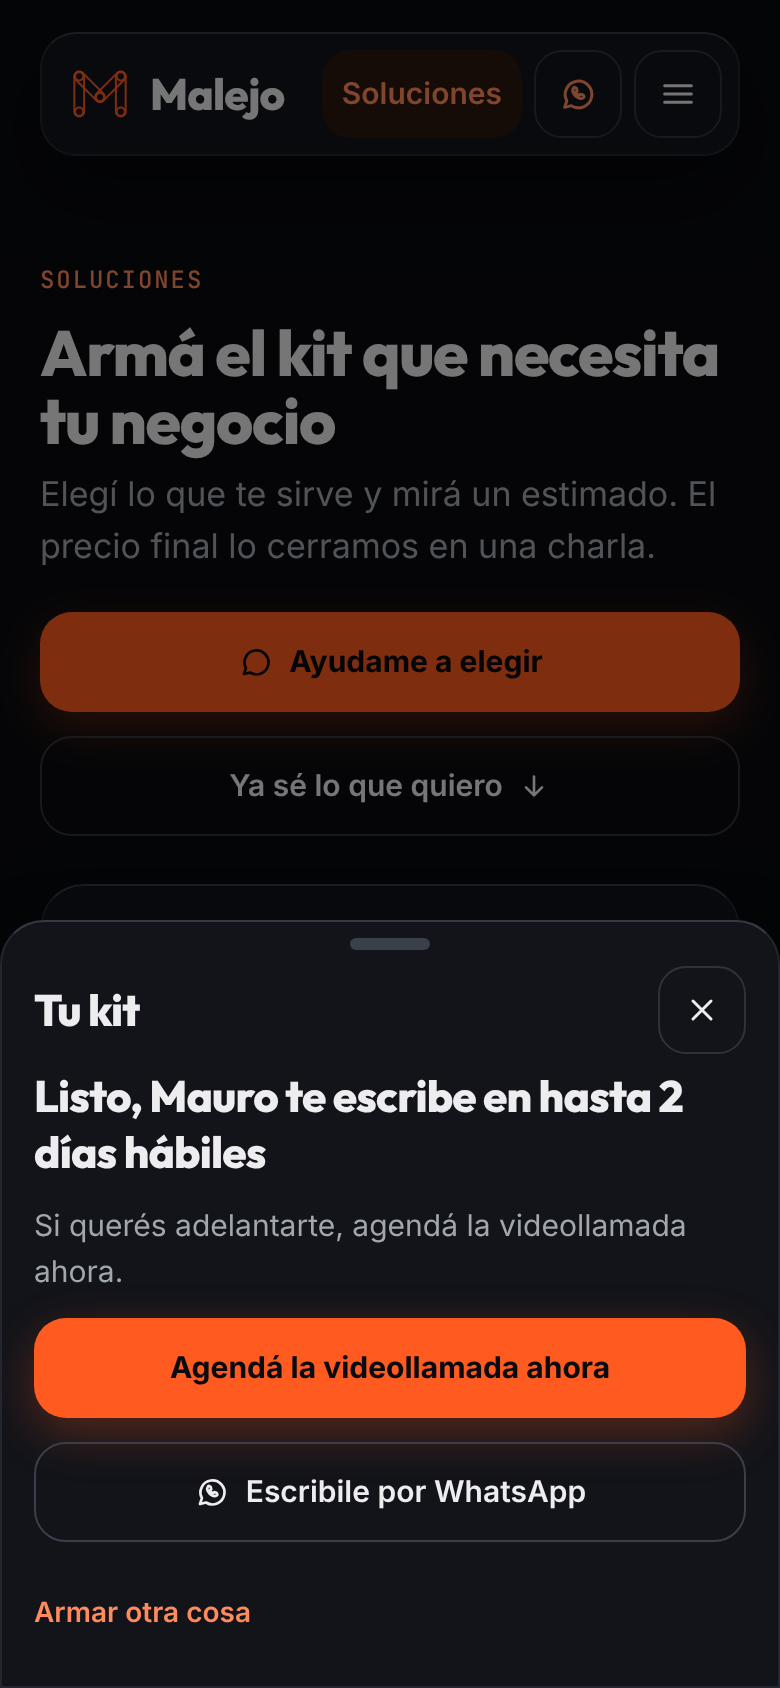 Malejo
Soluciones
SOLUCIONES
Armá el kit que necesita
tu negocio
Elegí lo que te sirve y mirá un estimado. El
precio final lo cerramos en una charla.
Ayudame a elegir
Ya sé lo que quiero
Tu kit
Listo, Mauro te escribe en hasta 2
días hábiles
Si querés adelantarte, agendá la videollamada
ahora.
Agendá la videollamada ahora
Escribile por WhatsApp
Armar otra cosa